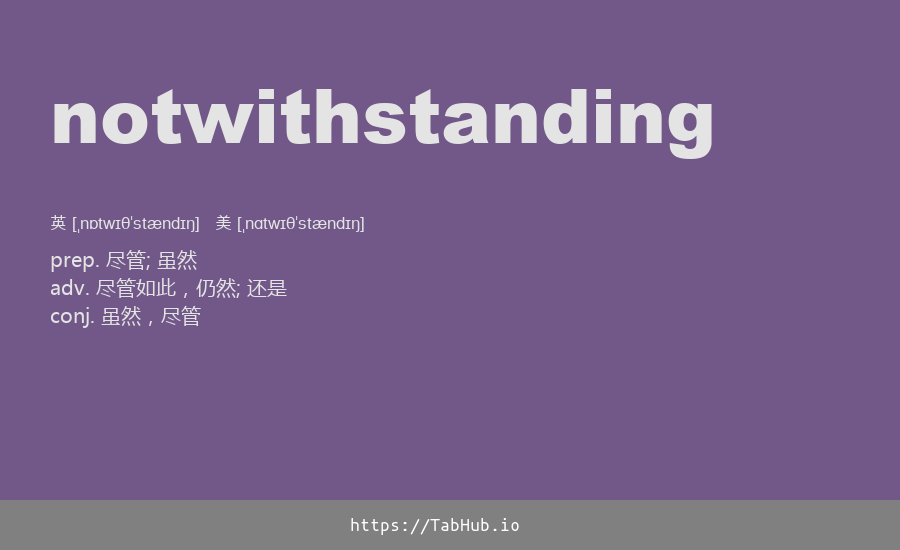 notwithstanding
英 [ˌnɒtwɪθˈstændɪŋ] 美 [ˌnɑtwɪθˈstændɪŋ]
prep. 尽管; 虽然
adv. 尽管如此，仍然; 还是
conj. 虽然，尽管
https://TabHub.io